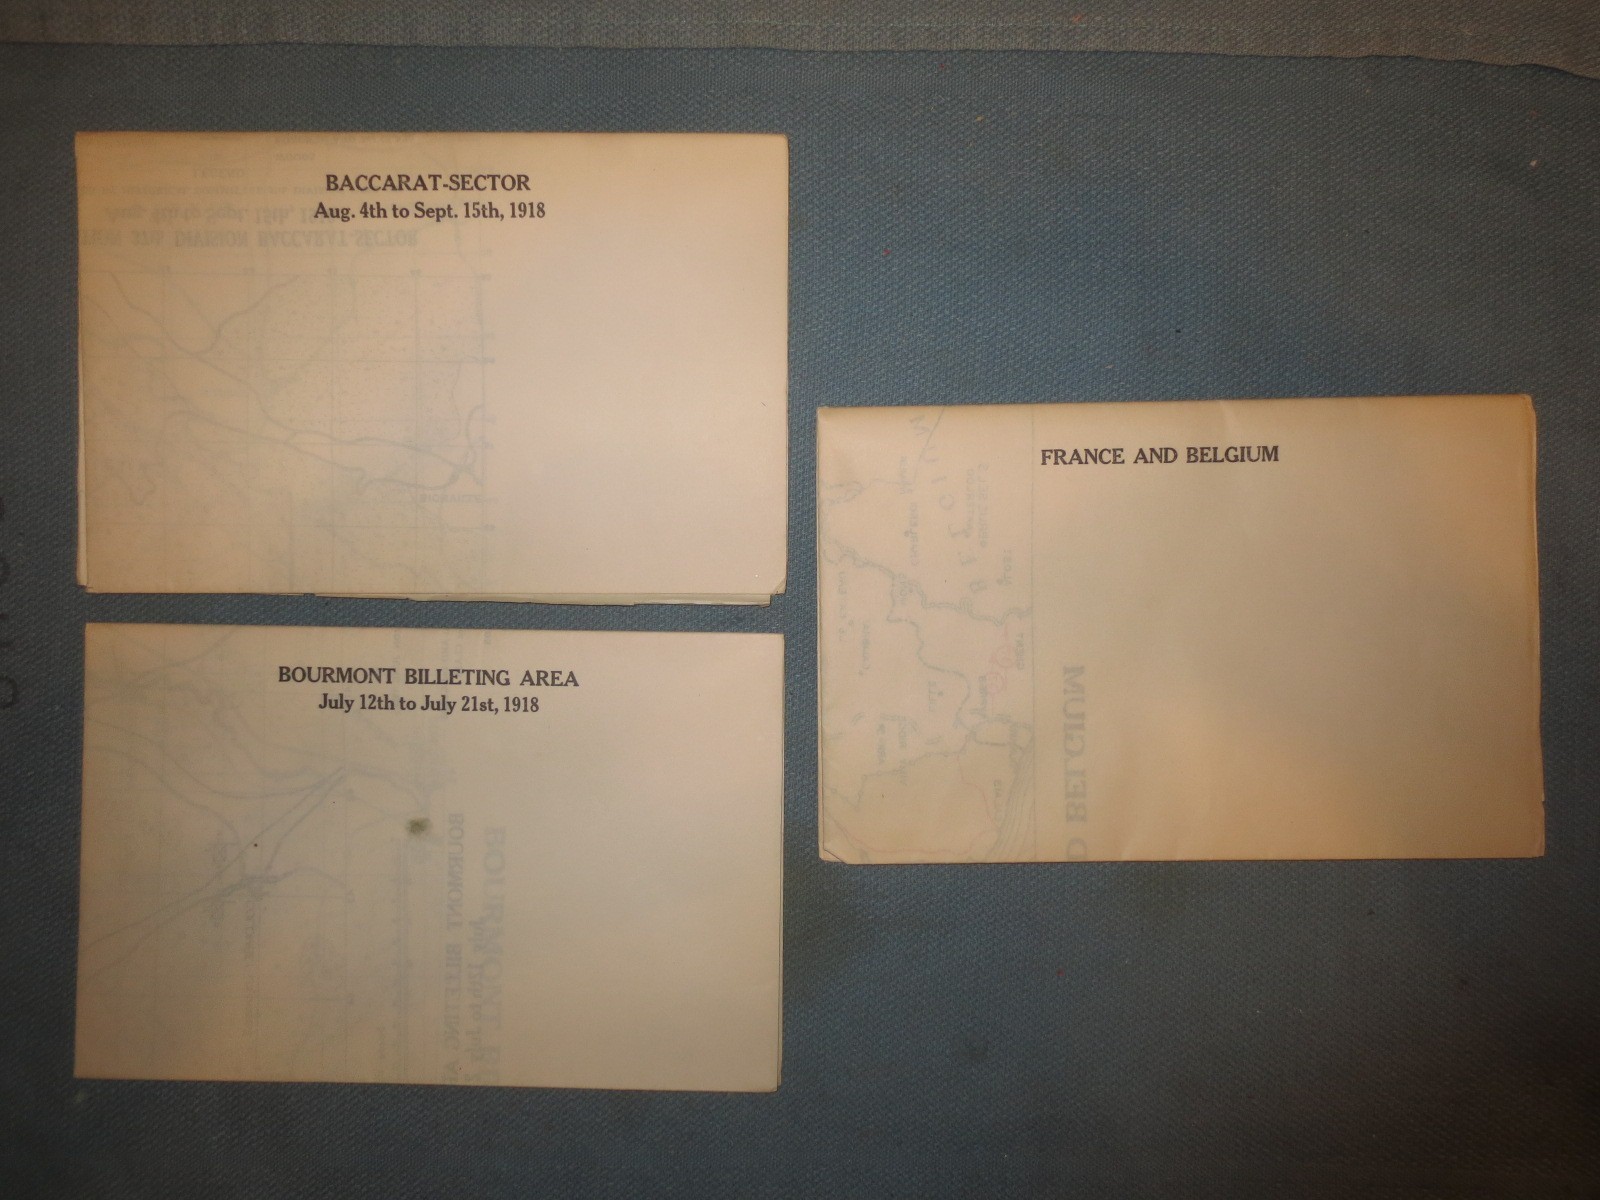 BACCARAT-SECTOR
Aug. 4th to Sept. 15th, 1918
BOURMONT BILLETING AREA
July 12th to July 21st, 1918
FRANCE AND BELGIUM